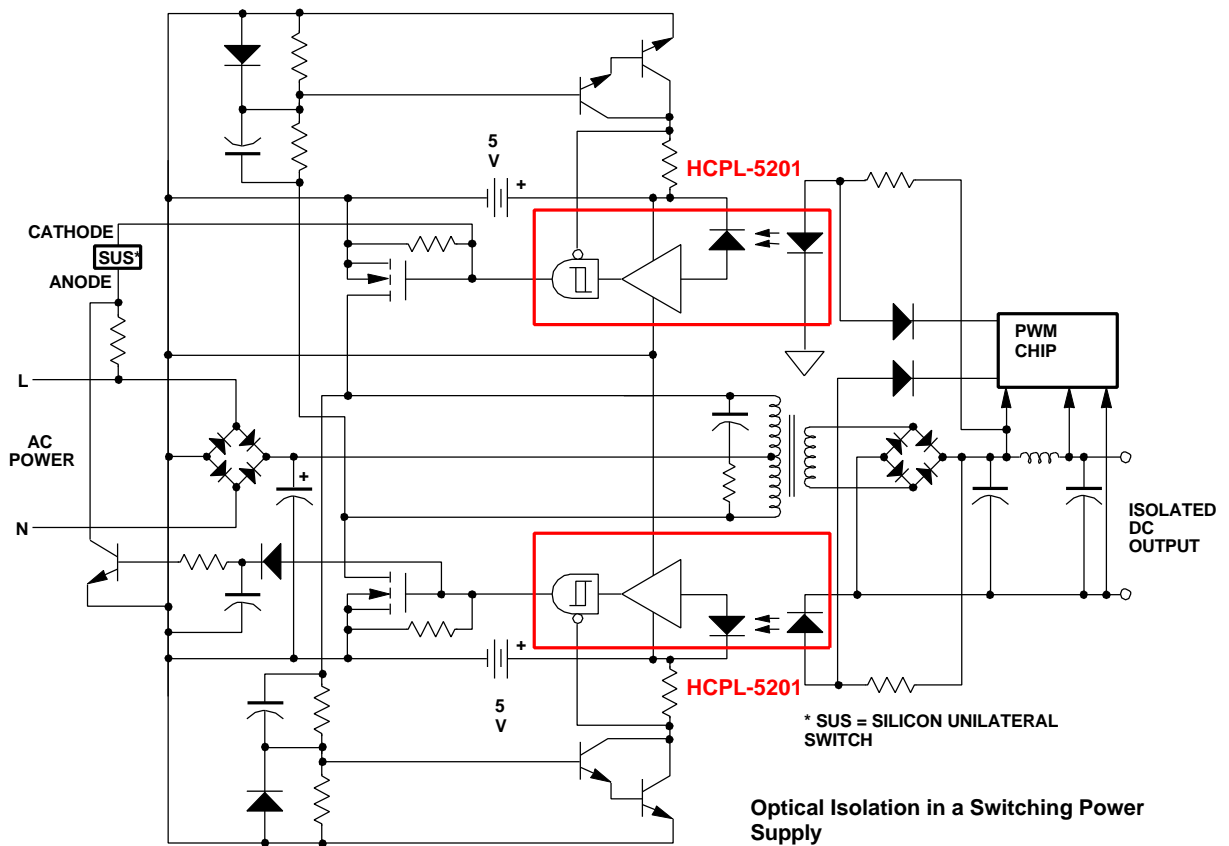 5
V
+
HCPL-5201
CATHODE
SUS*
ANODE
PWM
CHIP
L
AC
POWER
+
N
ISOLATED
DC
OUTPUT
+
5
V
HCPL-5201
* SUS = SILICON UNILATERAL
SWITCH
Optical Isolation in a Switching Power
Supply